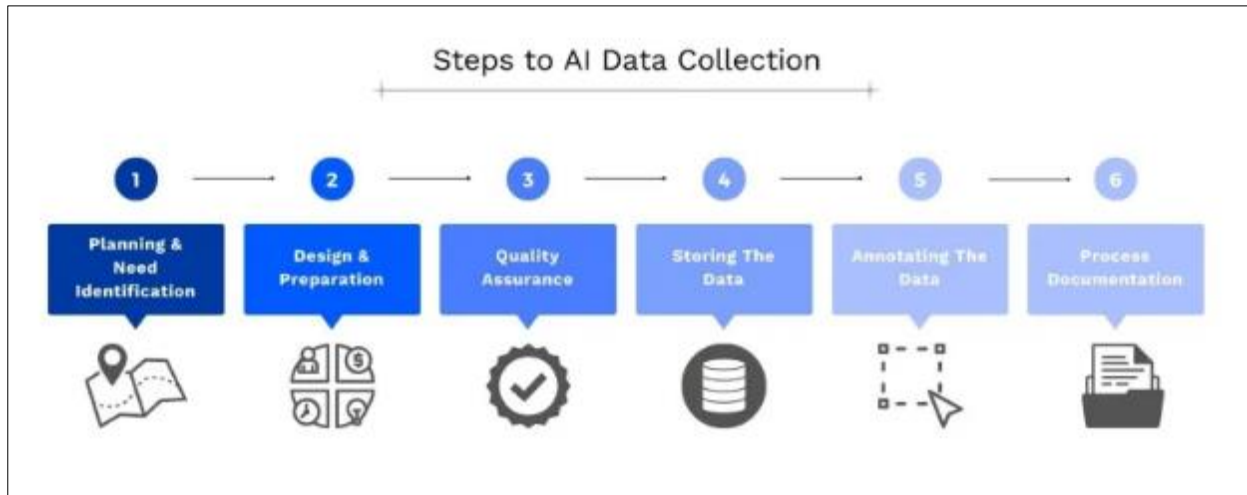 Steps to AI Data Collection
1
2
3
4
5
6
Planning &
Need
Identification
Design &
Preparation
Quality
Assurance
Storing The
Data
Annotating The
Data
Process
Documentation
$